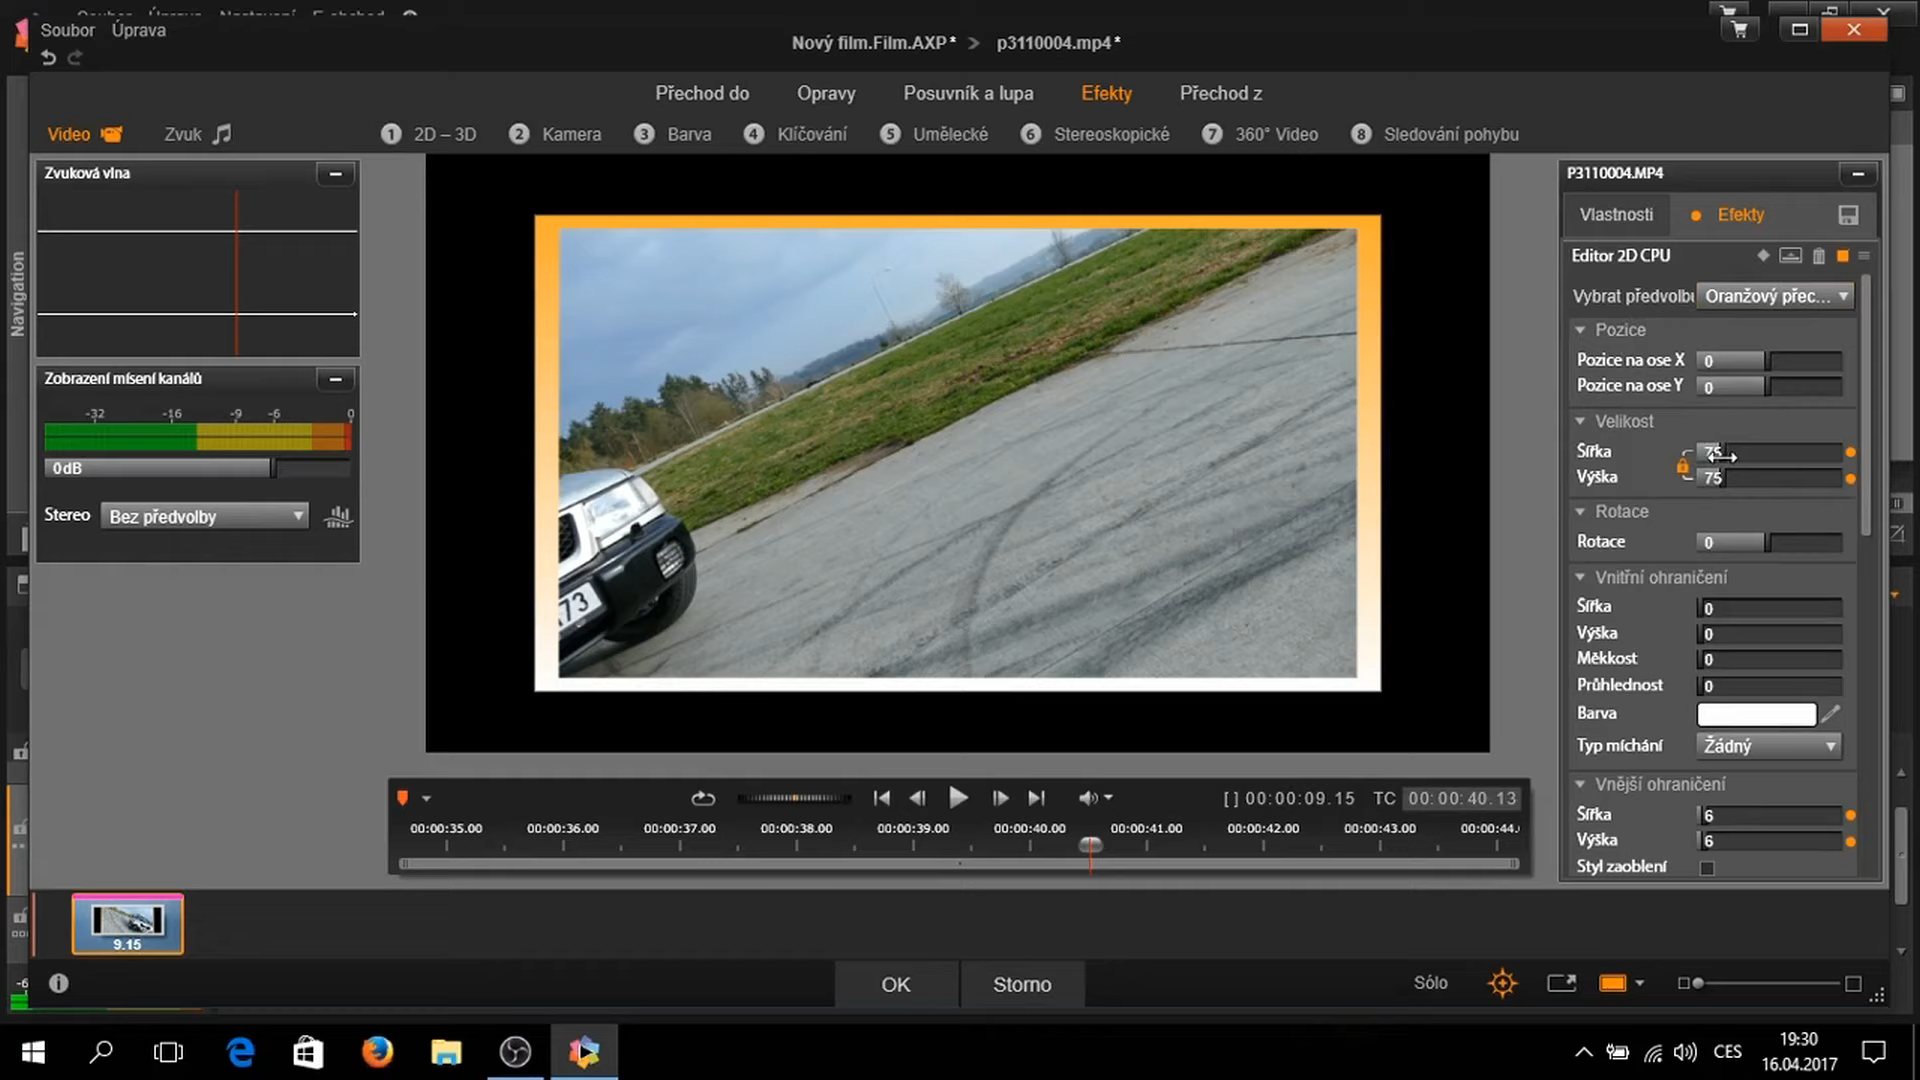 Soubor Úprava
Nový film.Film.AXP* > p3110004.mp4*
Přechod do Opravy Posuvník a lupa Efekty Přechod z
Video Zvuk 1 2D – 3D 2 Kamera 3 Barva 4 Klíčování 5 Umělecké 6 Stereoskopické 7 360° Video 8 Sledování pohybu
Navigation
Zvuková vlna
Zobrazení mísení kanálů
-32 -16 -9 -6 0
0dB
Stereo Bez předvolby
73
P3110004.MP4
Vlastnosti Efekty
Editor 2D CPU
Vybrat předvolbu Oranžový přec...
Pozice
Pozice na ose X 0
Pozice na ose Y 0
Velikost
Šířka 75
Výška 75
Rotace
Rotace 0
Vnitřní ohraničení
Šířka 0
Výška 0
Měkkost 0
Průhlednost 0
Barva
Typ míchání Žádný
Vnější ohraničení
Šířka 6
Výška 6
Styl zaoblení
[ ] 00:00:09.15 TC 00:00:40.13
00:00:35.00 00:00:36.00 00:00:37.00 00:00:38.00 00:00:39.00 00:00:40.00 00:00:41.00 00:00:42.00 00:00:43.00 00:00:44.
9.15
-6
OK Storno Sólo
CES
19:30
16.04.2017